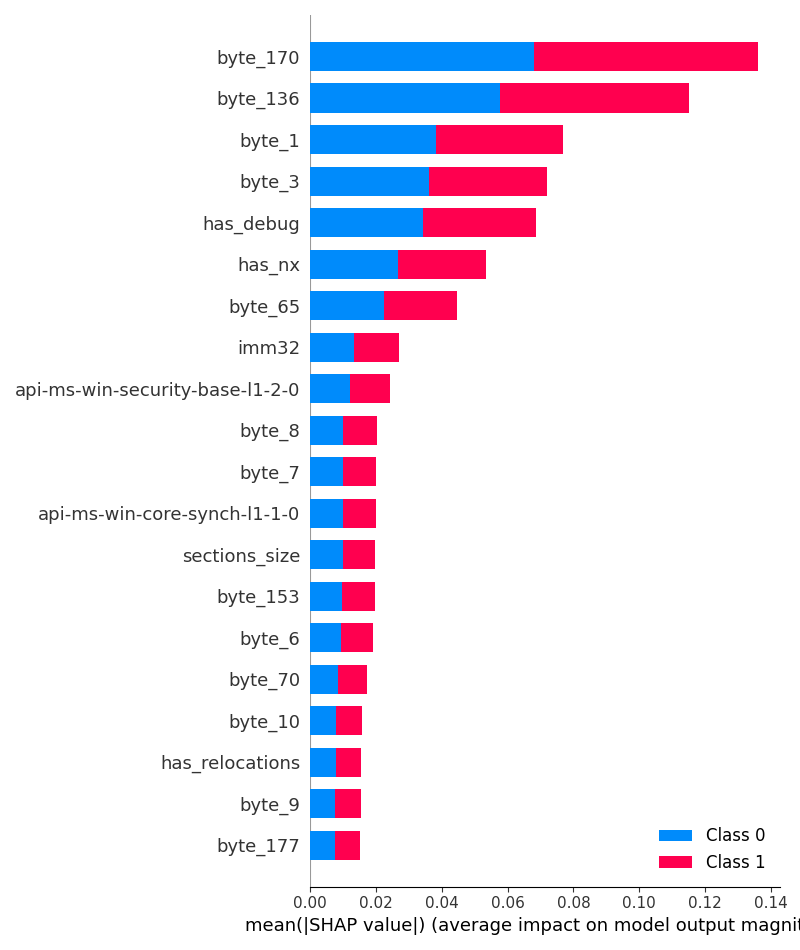 byte_170
byte_136
byte_1
byte_3
has_debug
has_nx
byte_65
imm32
api-ms-win-security-base-l1-2-0
byte_8
byte_7
api-ms-win-core-synch-l1-1-0
sections_size
byte_153
byte_6
byte_70
byte_10
has_relocations
byte_9
byte_177
Class 0
Class 1
0.00 0.02 0.04 0.06 0.08 0.10 0.12 0.14
mean(|SHAP value|) (average impact on model output magnit